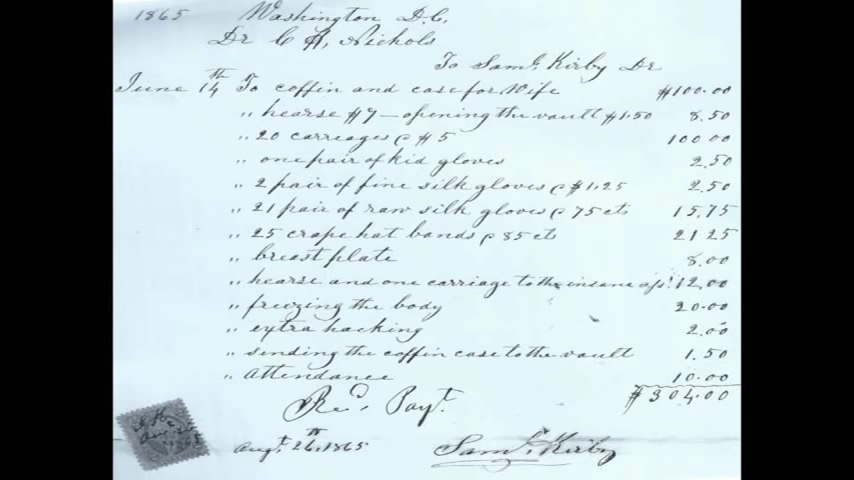 1865 Washington D.C.
Dr C H, Nichols
To Saml. Kirby Dr
June 14th To coffin and case for Wife $100.00
" hearse $7 — opening the vault $1.50 8.50
" 20 carreages @ $5 100 00
" one pair of kid gloves 2.50
" 2 pair of fine silk gloves @ $1.25 2.50
" 21 pair of raw silk gloves @ 75 cts 15.75
" 25 crape hat bands @ 85 cts 21 25
" breast plate 8.00
" hearse and one carriage to the insane as! 12.00
" freezing the body 20.00
" extra hacking 2.00
" sending the coffin case to the vault 1.50
" Attendance 10.00
$304.00
Recd, Payt.
Augt. 26th, 1865
Saml. Kirby
Aug 26
1865